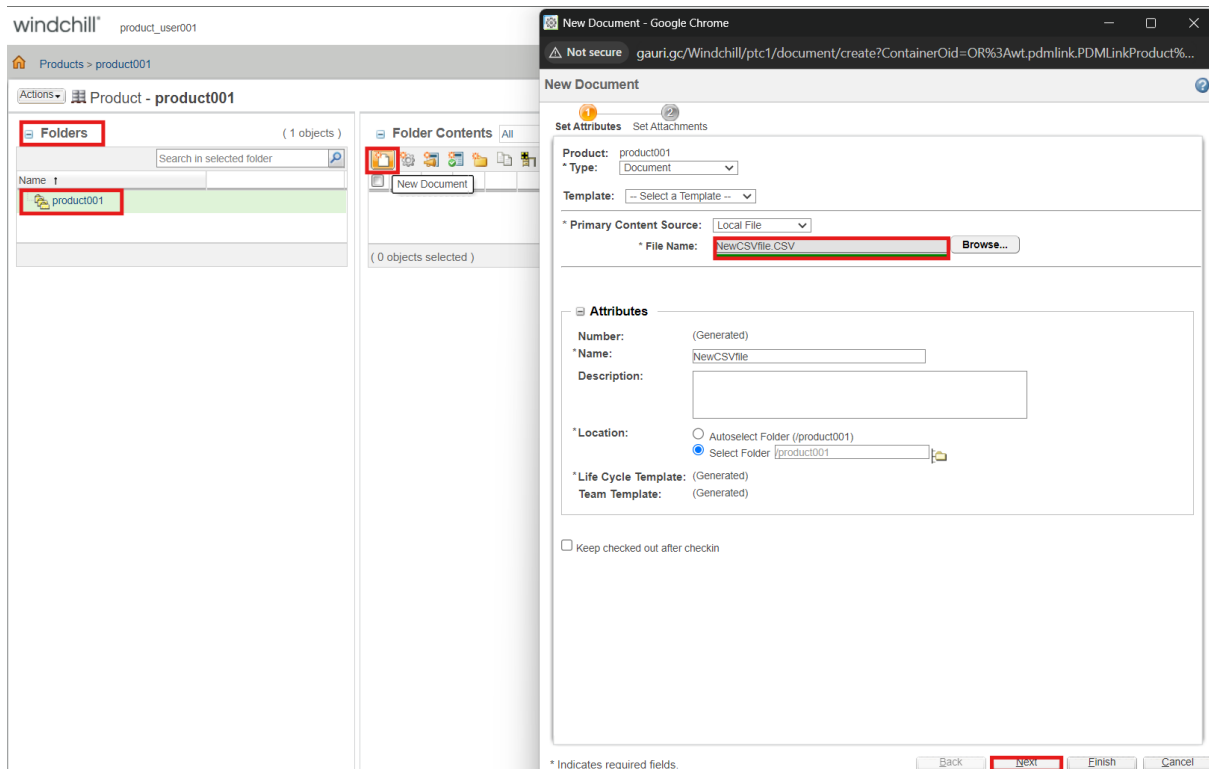 windchill® product_user001
Products > product001
Actions Product - product001
Folders ( 1 objects )
Search in selected folder
Name ↑
product001
Folder Contents All
New Document
( 0 objects selected )
New Document - Google Chrome
Not secure gauri.gc/Windchill/ptc1/document/create?ContainerOid=OR%3Awt.pdmlink.PDMLinkProduct%...
New Document
1 2
Set Attributes Set Attachments
Product: product001
* Type: Document
Template: -- Select a Template --
* Primary Content Source: Local File
* File Name: NewCSVfile.CSV Browse...
Attributes
Number: (Generated)
*Name: NewCSVfile
Description:
*Location: Autoselect Folder (/product001)
Select Folder /product001
*Life Cycle Template: (Generated)
Team Template: (Generated)
Keep checked out after checkin
* Indicates required fields. Back Next Finish Cancel